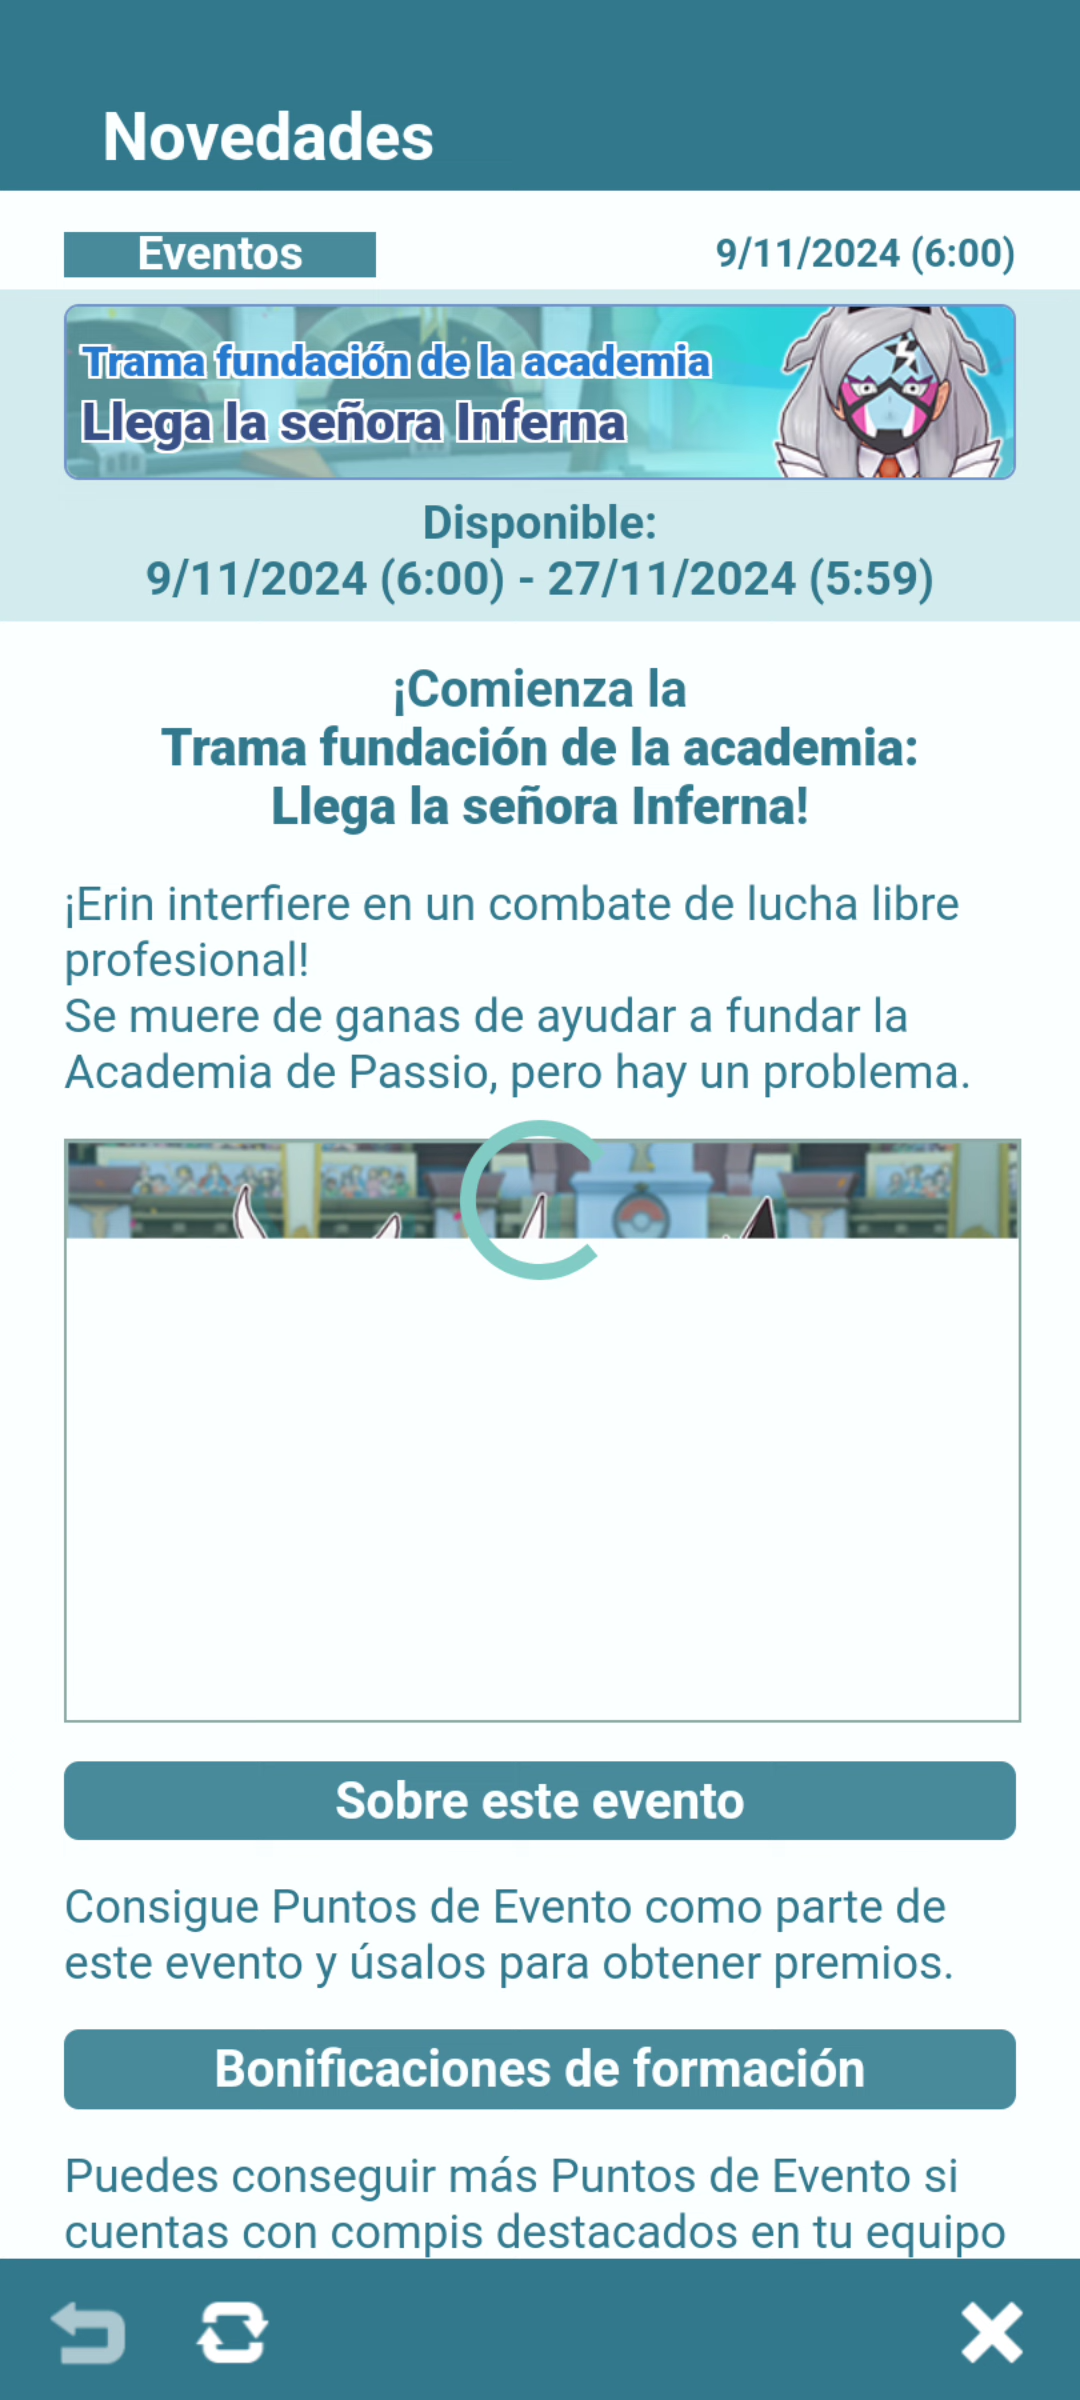 Novedades
Eventos
9/11/2024 (6:00)
Trama fundación de la academia
Llega la señora Inferna
Disponible:
9/11/2024 (6:00) - 27/11/2024 (5:59)
¡Comienza la
Trama fundación de la academia:
Llega la señora Inferna!
¡Erin interfiere en un combate de lucha libre
profesional!
Se muere de ganas de ayudar a fundar la
Academia de Passio, pero hay un problema.
Sobre este evento
Consigue Puntos de Evento como parte de
este evento y úsalos para obtener premios.
Bonificaciones de formación
Puedes conseguir más Puntos de Evento si
cuentas con compis destacados en tu equipo